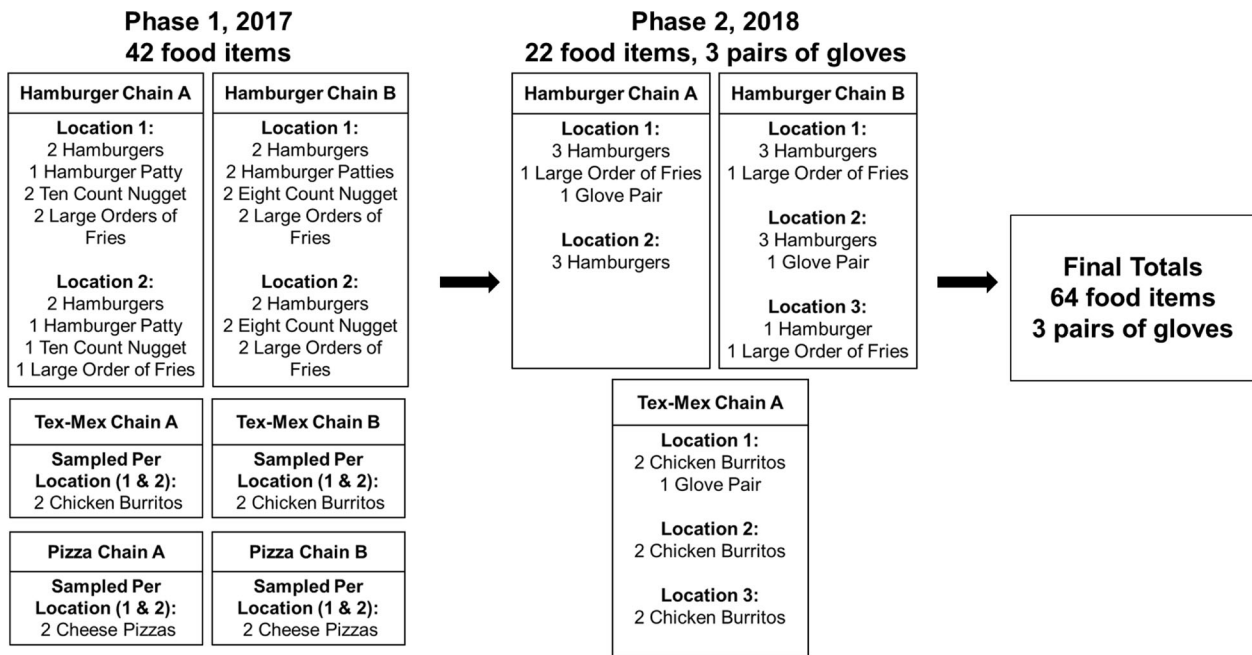 Phase 1, 2017
42 food items
Hamburger Chain A
Location 1:
2 Hamburgers
1 Hamburger Patty
2 Ten Count Nugget
2 Large Orders of
Fries
Location 2:
2 Hamburgers
1 Hamburger Patty
1 Ten Count Nugget
1 Large Order of Fries
Hamburger Chain B
Location 1:
2 Hamburgers
2 Hamburger Patties
2 Eight Count Nugget
2 Large Orders of
Fries
Location 2:
2 Hamburgers
2 Eight Count Nugget
2 Large Orders of
Fries
Tex-Mex Chain A
Sampled Per
Location (1 & 2):
2 Chicken Burritos
Tex-Mex Chain B
Sampled Per
Location (1 & 2):
2 Chicken Burritos
Pizza Chain A
Sampled Per
Location (1 & 2):
2 Cheese Pizzas
Pizza Chain B
Sampled Per
Location (1 & 2):
2 Cheese Pizzas
Phase 2, 2018
22 food items, 3 pairs of gloves
Hamburger Chain A
Location 1:
3 Hamburgers
1 Large Order of Fries
1 Glove Pair
Location 2:
3 Hamburgers
Hamburger Chain B
Location 1:
3 Hamburgers
1 Large Order of Fries
Location 2:
3 Hamburgers
1 Glove Pair
Location 3:
1 Hamburger
1 Large Order of Fries
Tex-Mex Chain A
Location 1:
2 Chicken Burritos
1 Glove Pair
Location 2:
2 Chicken Burritos
Location 3:
2 Chicken Burritos
Final Totals
64 food items
3 pairs of gloves